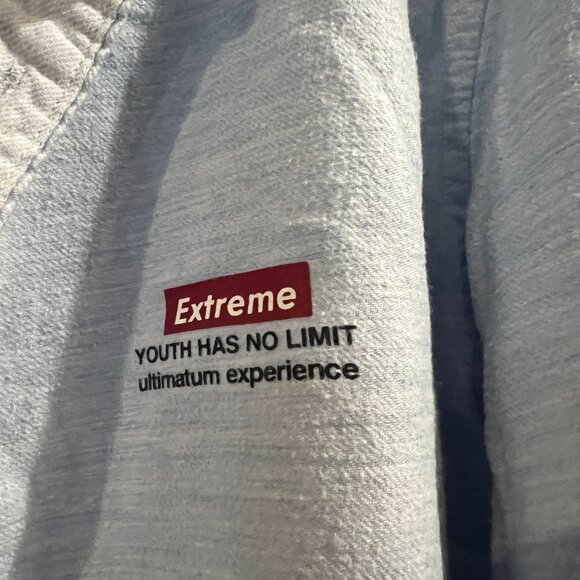 Extreme
YOUTH HAS NO LIMIT
ultimatum experience